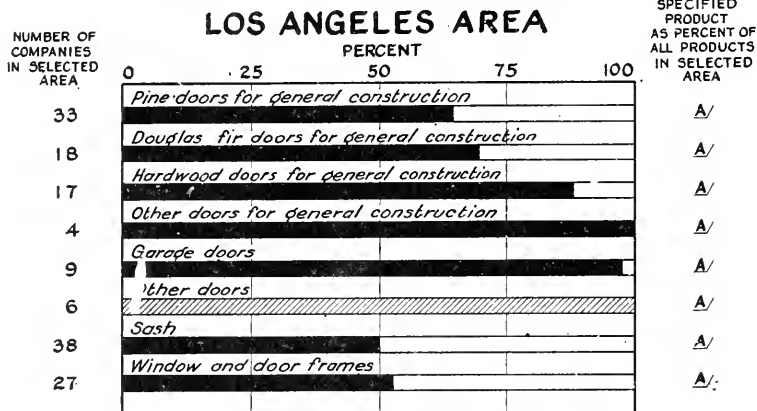 LOS ANGELES AREA
PERCENT
NUMBER OF
COMPANIES
IN SELECTED
AREA
SPECIFIED
PRODUCT
AS PERCENT OF
ALL PRODUCTS
IN SELECTED
AREA
0 25 50 75 100
Pine doors for general construction
33 A/
Douglas fir doors for general construction
18 A/
Hardwood doors for general construction
17 A/
Other doors for general construction
4 A/
Garage doors
9 A/
ther doors
6 A/
Sash
38 A/
Window and door frames
27 A/